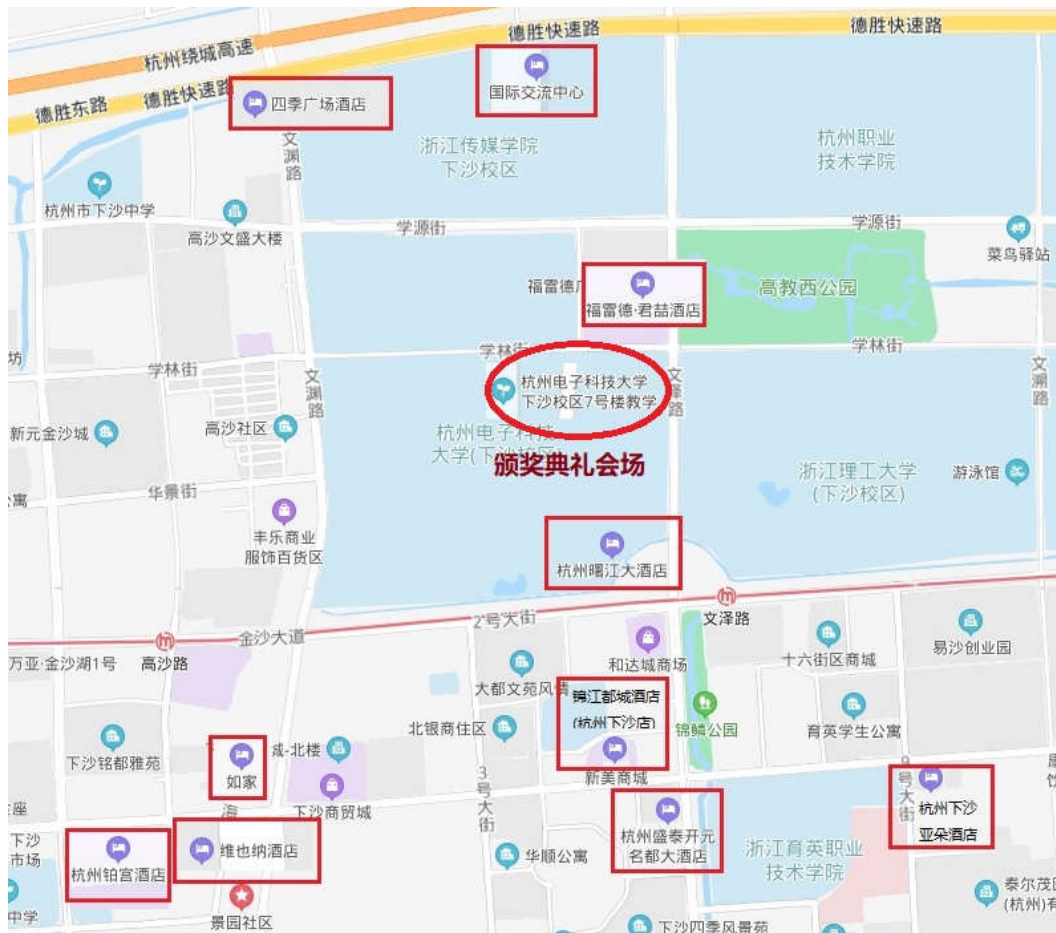 德胜快速路
德胜快速路
杭州绕城高速
国际交流中心
德胜快速路
四季广场酒店
德胜东路
文渊路
浙江传媒学院
下沙校区
杭州职业
技术学院
杭州市下沙中学
高沙文盛大楼
学源街
学源街
菜鸟驿站
福雷德
福雷德·君喆酒店
高教西公园
坊
学林街
学林街
学林街
文渊路
杭州电子科技大学
下沙校区7号楼教学
文泽路
文溯路
新元金沙城
高沙社区
杭州电子科技
大学(下沙校区)
颁奖典礼会场
浙江理工大学
(下沙校区)
游泳馆
寓
华景街
丰乐商业
服饰百货区
杭州曙江大酒店
2号大街
文泽路
金沙大道
万亚·金沙湖1号
高沙路
和达城商场
十六街区商城
易沙创业园
大都文苑风情
锦江都城酒店
(杭州下沙店)
北银商住区
锦鳞公园
育英学生公寓
下沙铭都雅苑
如家
城-北楼
新美商城
3号大街
9号大街
下沙商贸城
座
杭州下沙
亚朵酒店
下沙
市场
杭州铂宫酒店
维也纳酒店
华顺公寓
杭州盛泰开元
名都大酒店
浙江育英职业
技术学院
泰尔茂医
(杭州)有
中学
景园社区
下沙四季风景苑